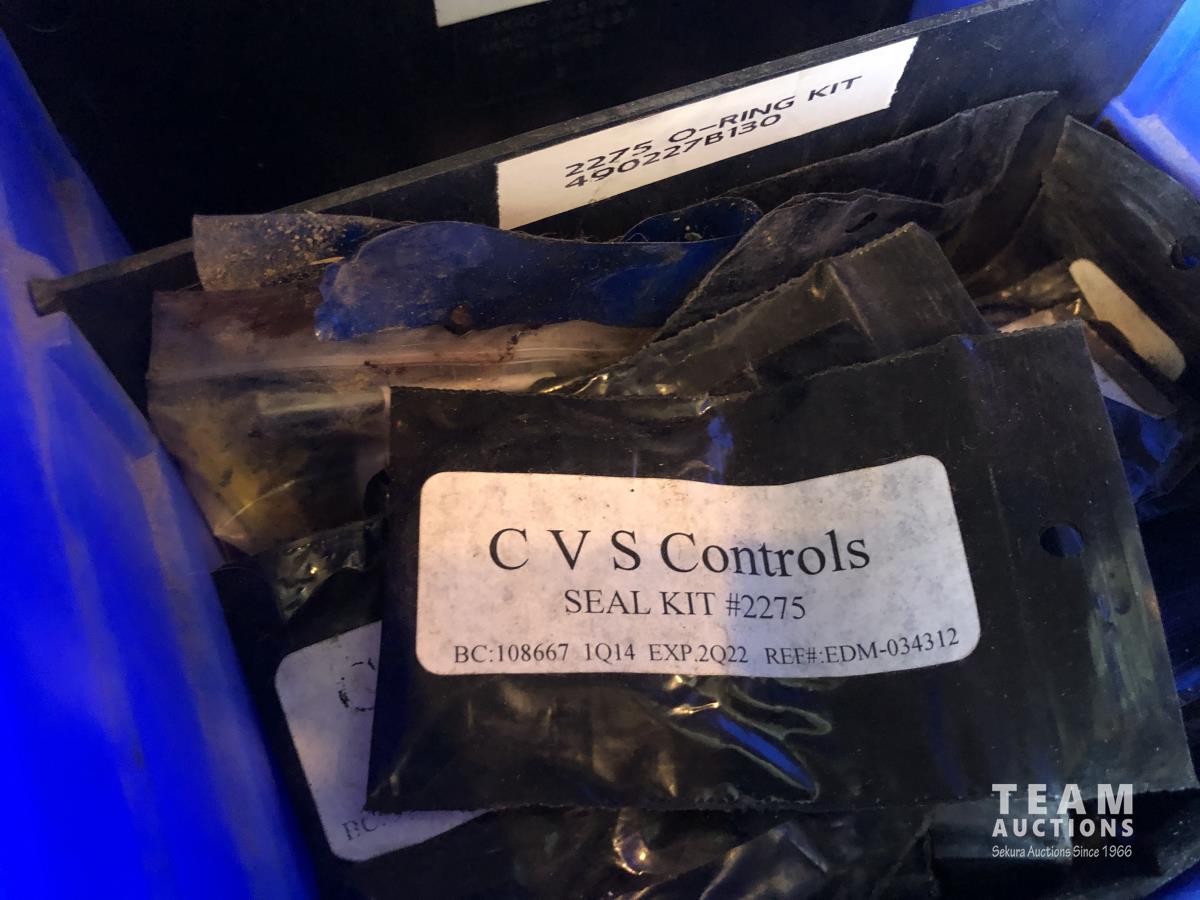 2275 O-RING KIT
490227B130
C V S Controls
SEAL KIT #2275
BC:108667 1Q14 EXP.2Q22 REF#:EDM-034312
BC:
TEAM
AUCTIONS
Sekura Auctions Since 1966